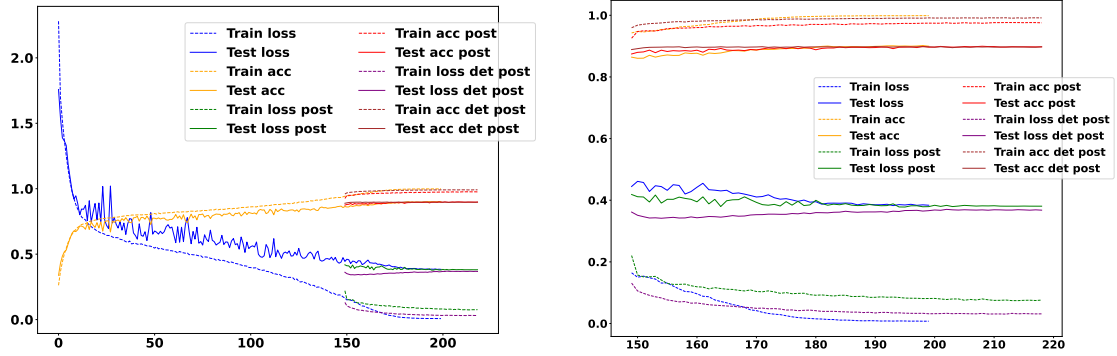 Train loss
Test loss
Train acc
Test acc
Train loss post
Test loss post
Train acc post
Test acc post
Train loss det post
Test loss det post
Train acc det post
Test acc det post
2.0
1.5
1.0
0.5
0.0
0 50 100 150 200
1.0
0.8
0.6
0.4
0.2
0.0
Train loss
Test loss
Train acc
Test acc
Train loss post
Test loss post
Train acc post
Test acc post
Train loss det post
Test loss det post
Train acc det post
Test acc det post
150 160 170 180 190 200 210 220